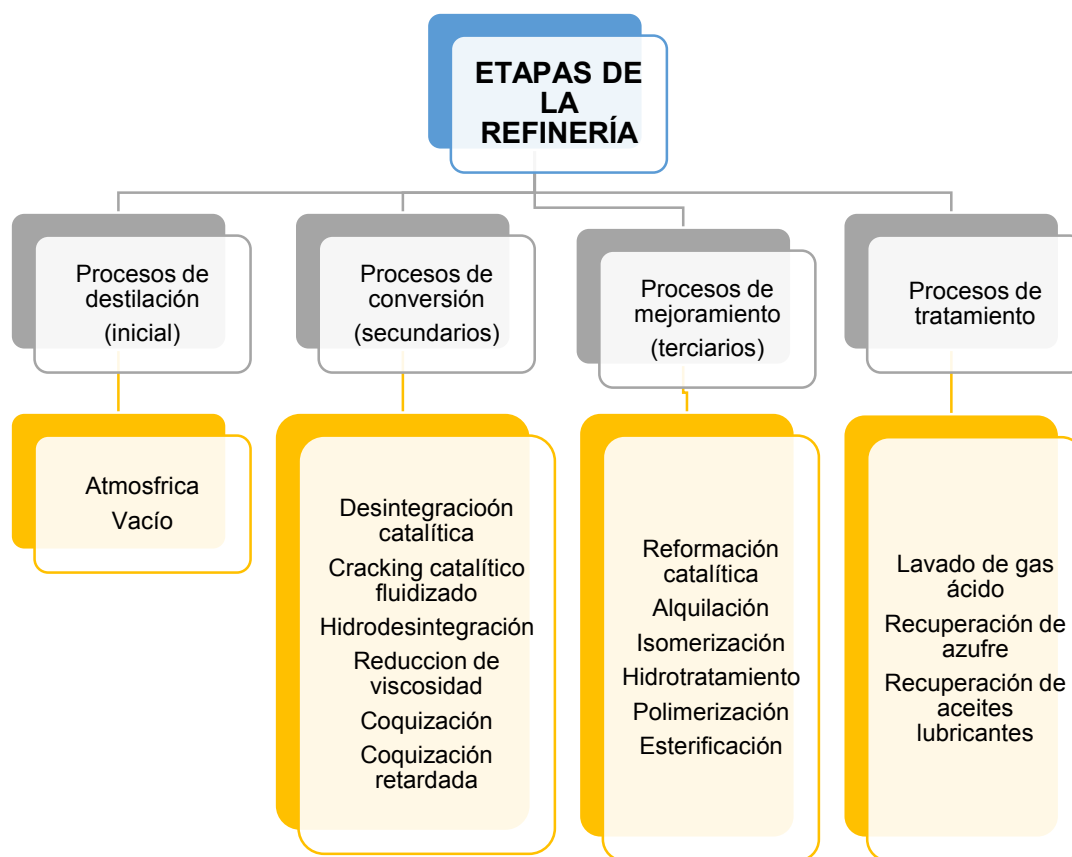 ETAPAS DE
LA
REFINERÍA
Procesos de
destilación
(inicial)
Procesos de
conversión
(secundarios)
Procesos de
mejoramiento
(terciarios)
Procesos de
tratamiento
Atmosfrica
Vacío
Desintegracioón
catalítica
Cracking catalítico
fluidizado
Hidrodesintegración
Reduccion de
viscosidad
Coquización
Coquización
retardada
Reformación
catalítica
Alquilación
Isomerización
Hidrotratamiento
Polimerización
Esterificación
Lavado de gas
ácido
Recuperación de
azufre
Recuperación de
aceites
lubricantes